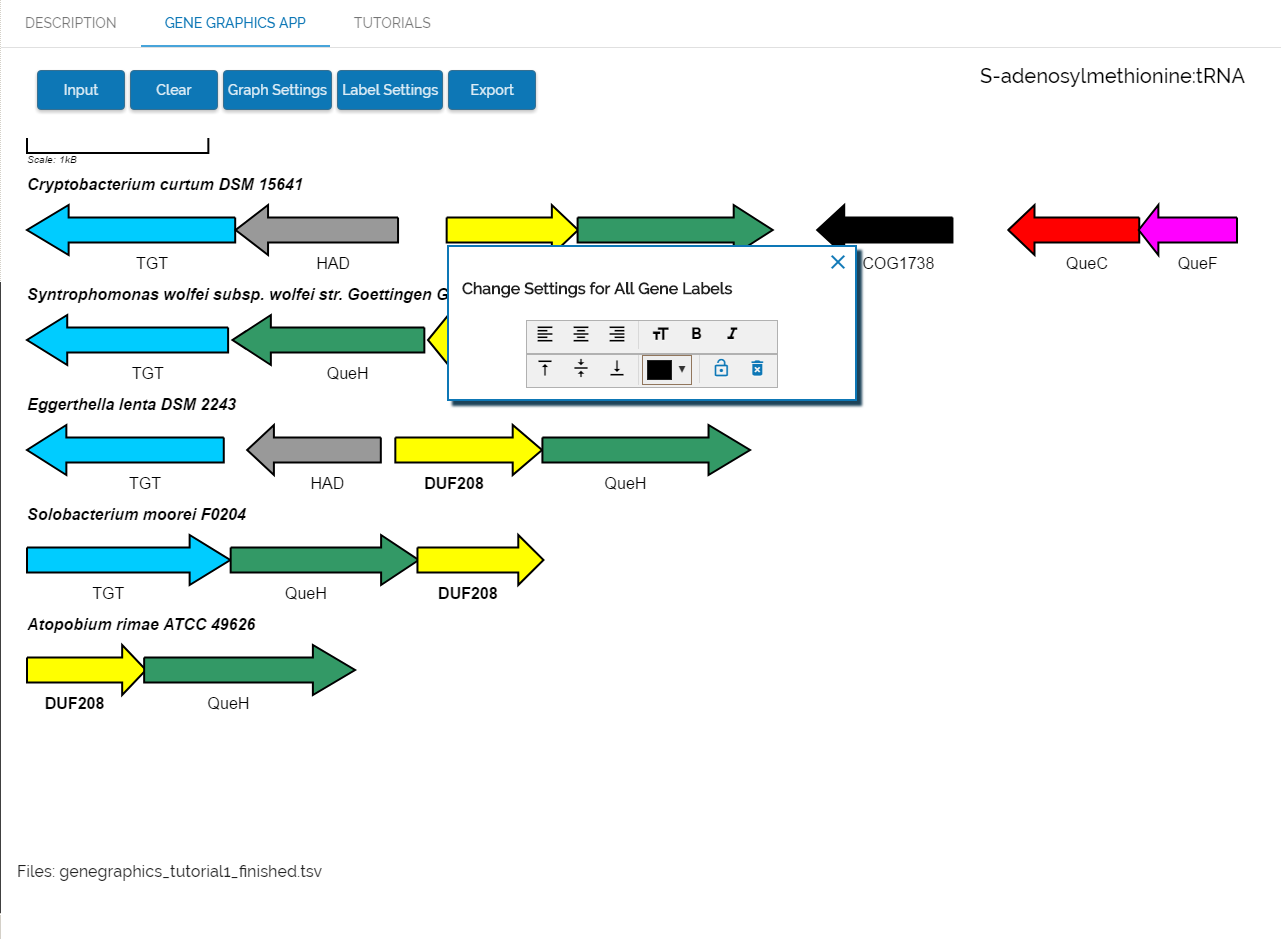 DESCRIPTION GENE GRAPHICS APP TUTORIALS
Input Clear Graph Settings Label Settings Export
S-adenosylmethionine:tRNA
Scale: 1kB
Cryptobacterium curtum DSM 15641
TGT HAD COG1738 QueC QueF
Syntrophomonas wolfei subsp. wolfei str. Goettingen G
Change Settings for All Gene Labels
TT B I
TGT QueH
Eggerthella lenta DSM 2243
TGT HAD DUF208 QueH
Solobacterium moorei F0204
TGT QueH DUF208
Atopobium rimae ATCC 49626
DUF208 QueH
Files: genegraphics_tutorial1_finished.tsv